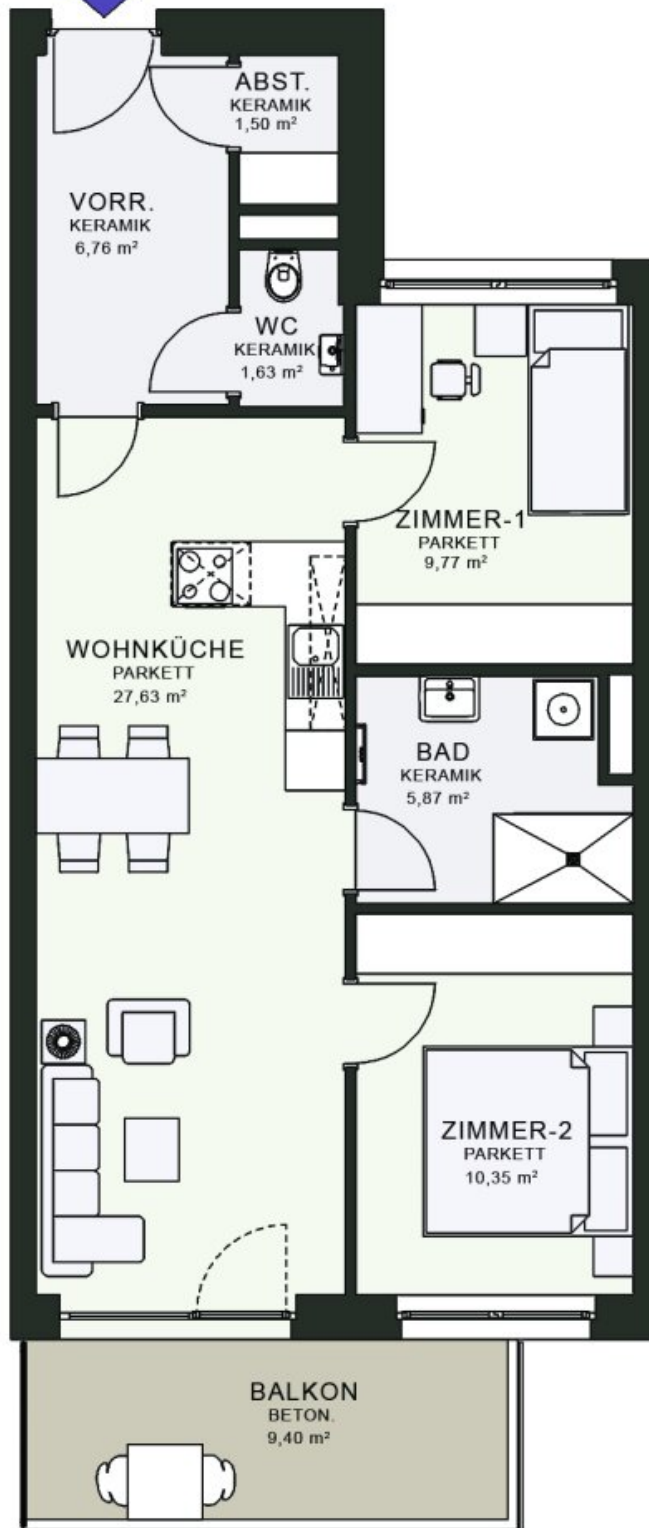 ABST.
KERAMIK
1,50 m²
VORR.
KERAMIK
6,76 m²
WC
KERAMIK
1,63 m²
ZIMMER-1
PARKETT
9,77 m²
WOHNKÜCHE
PARKETT
27,63 m²
BAD
KERAMIK
5,87 m²
ZIMMER-2
PARKETT
10,35 m²
BALKON
BETON.
9,40 m²